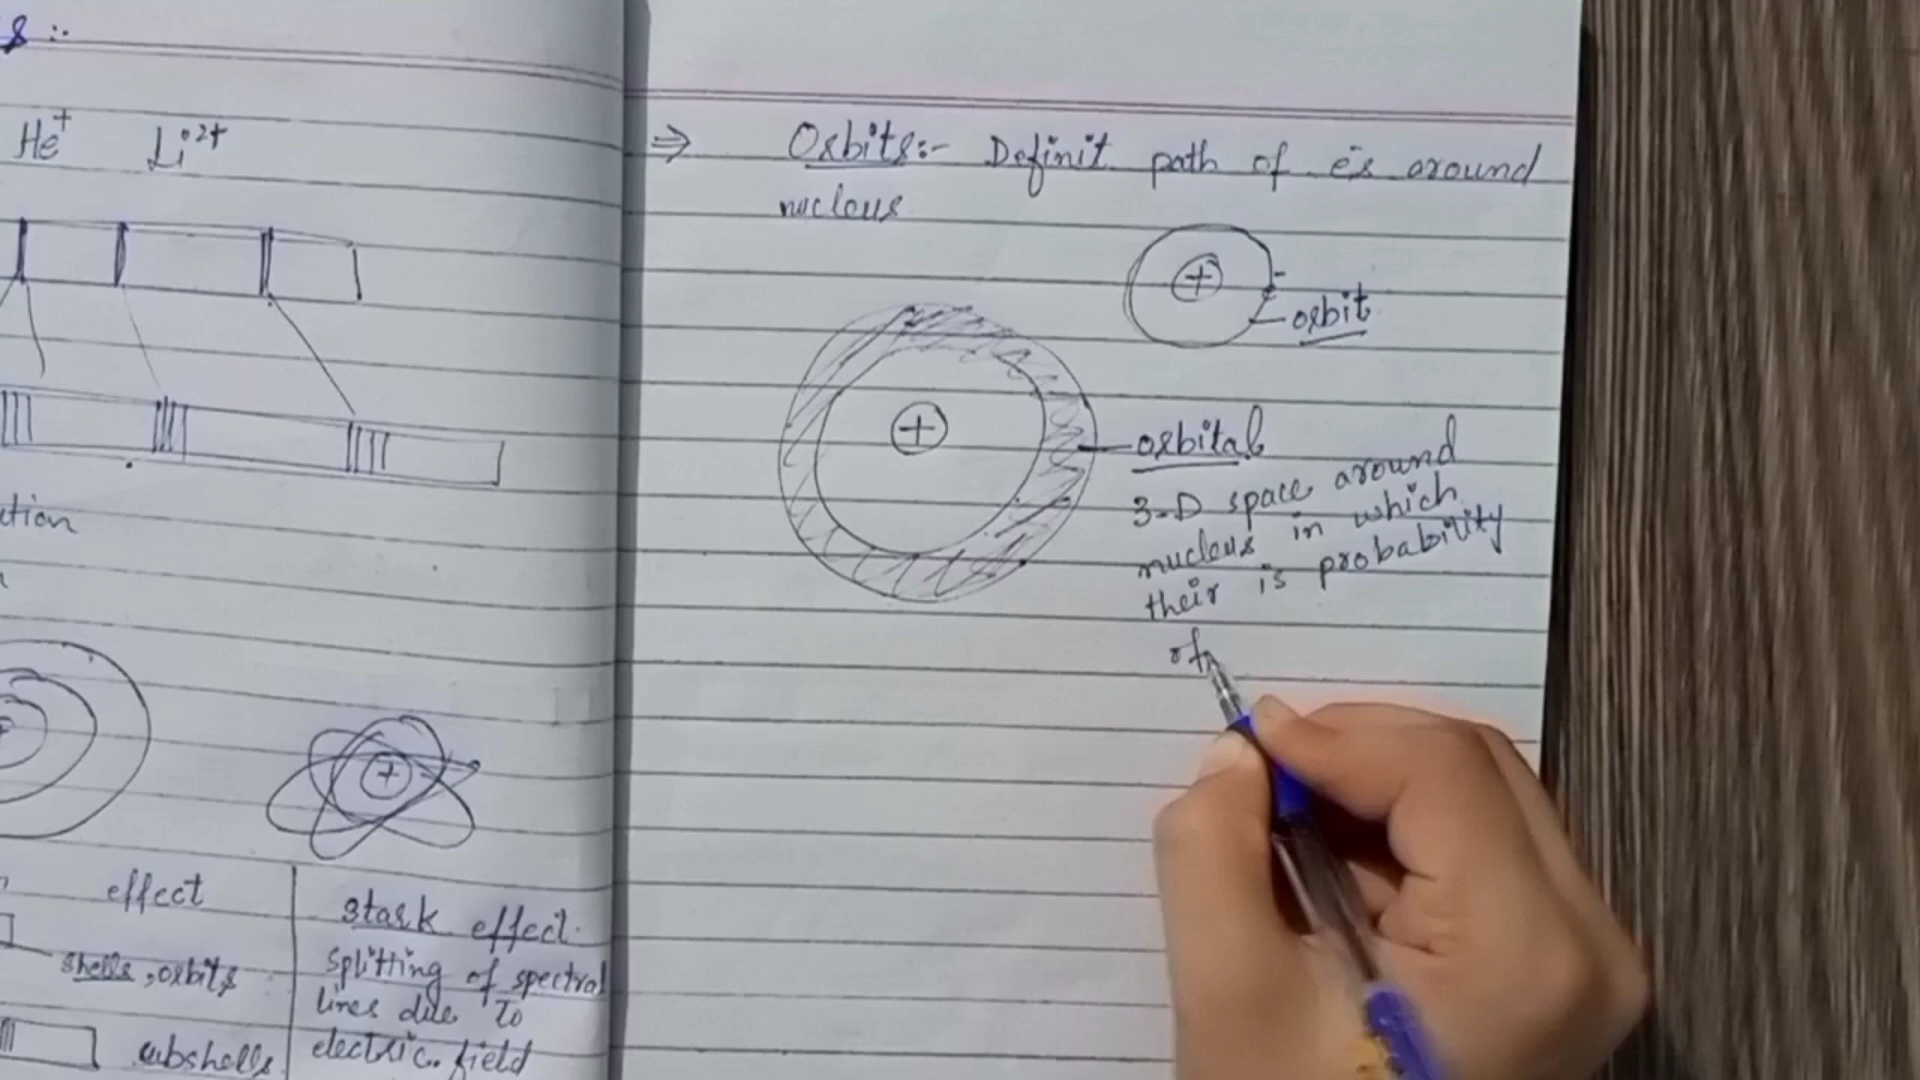 He⁺ Li²⁺
effect
shells, orbits
subshells
stark effect.
splitting of spectral
lines due to
electric field
⇒ Orbits:- Definit path of e⁻s around
nucleus
+
-
orbit
+
orbital
3-D space around
nucleus in which
their is probability
of
+